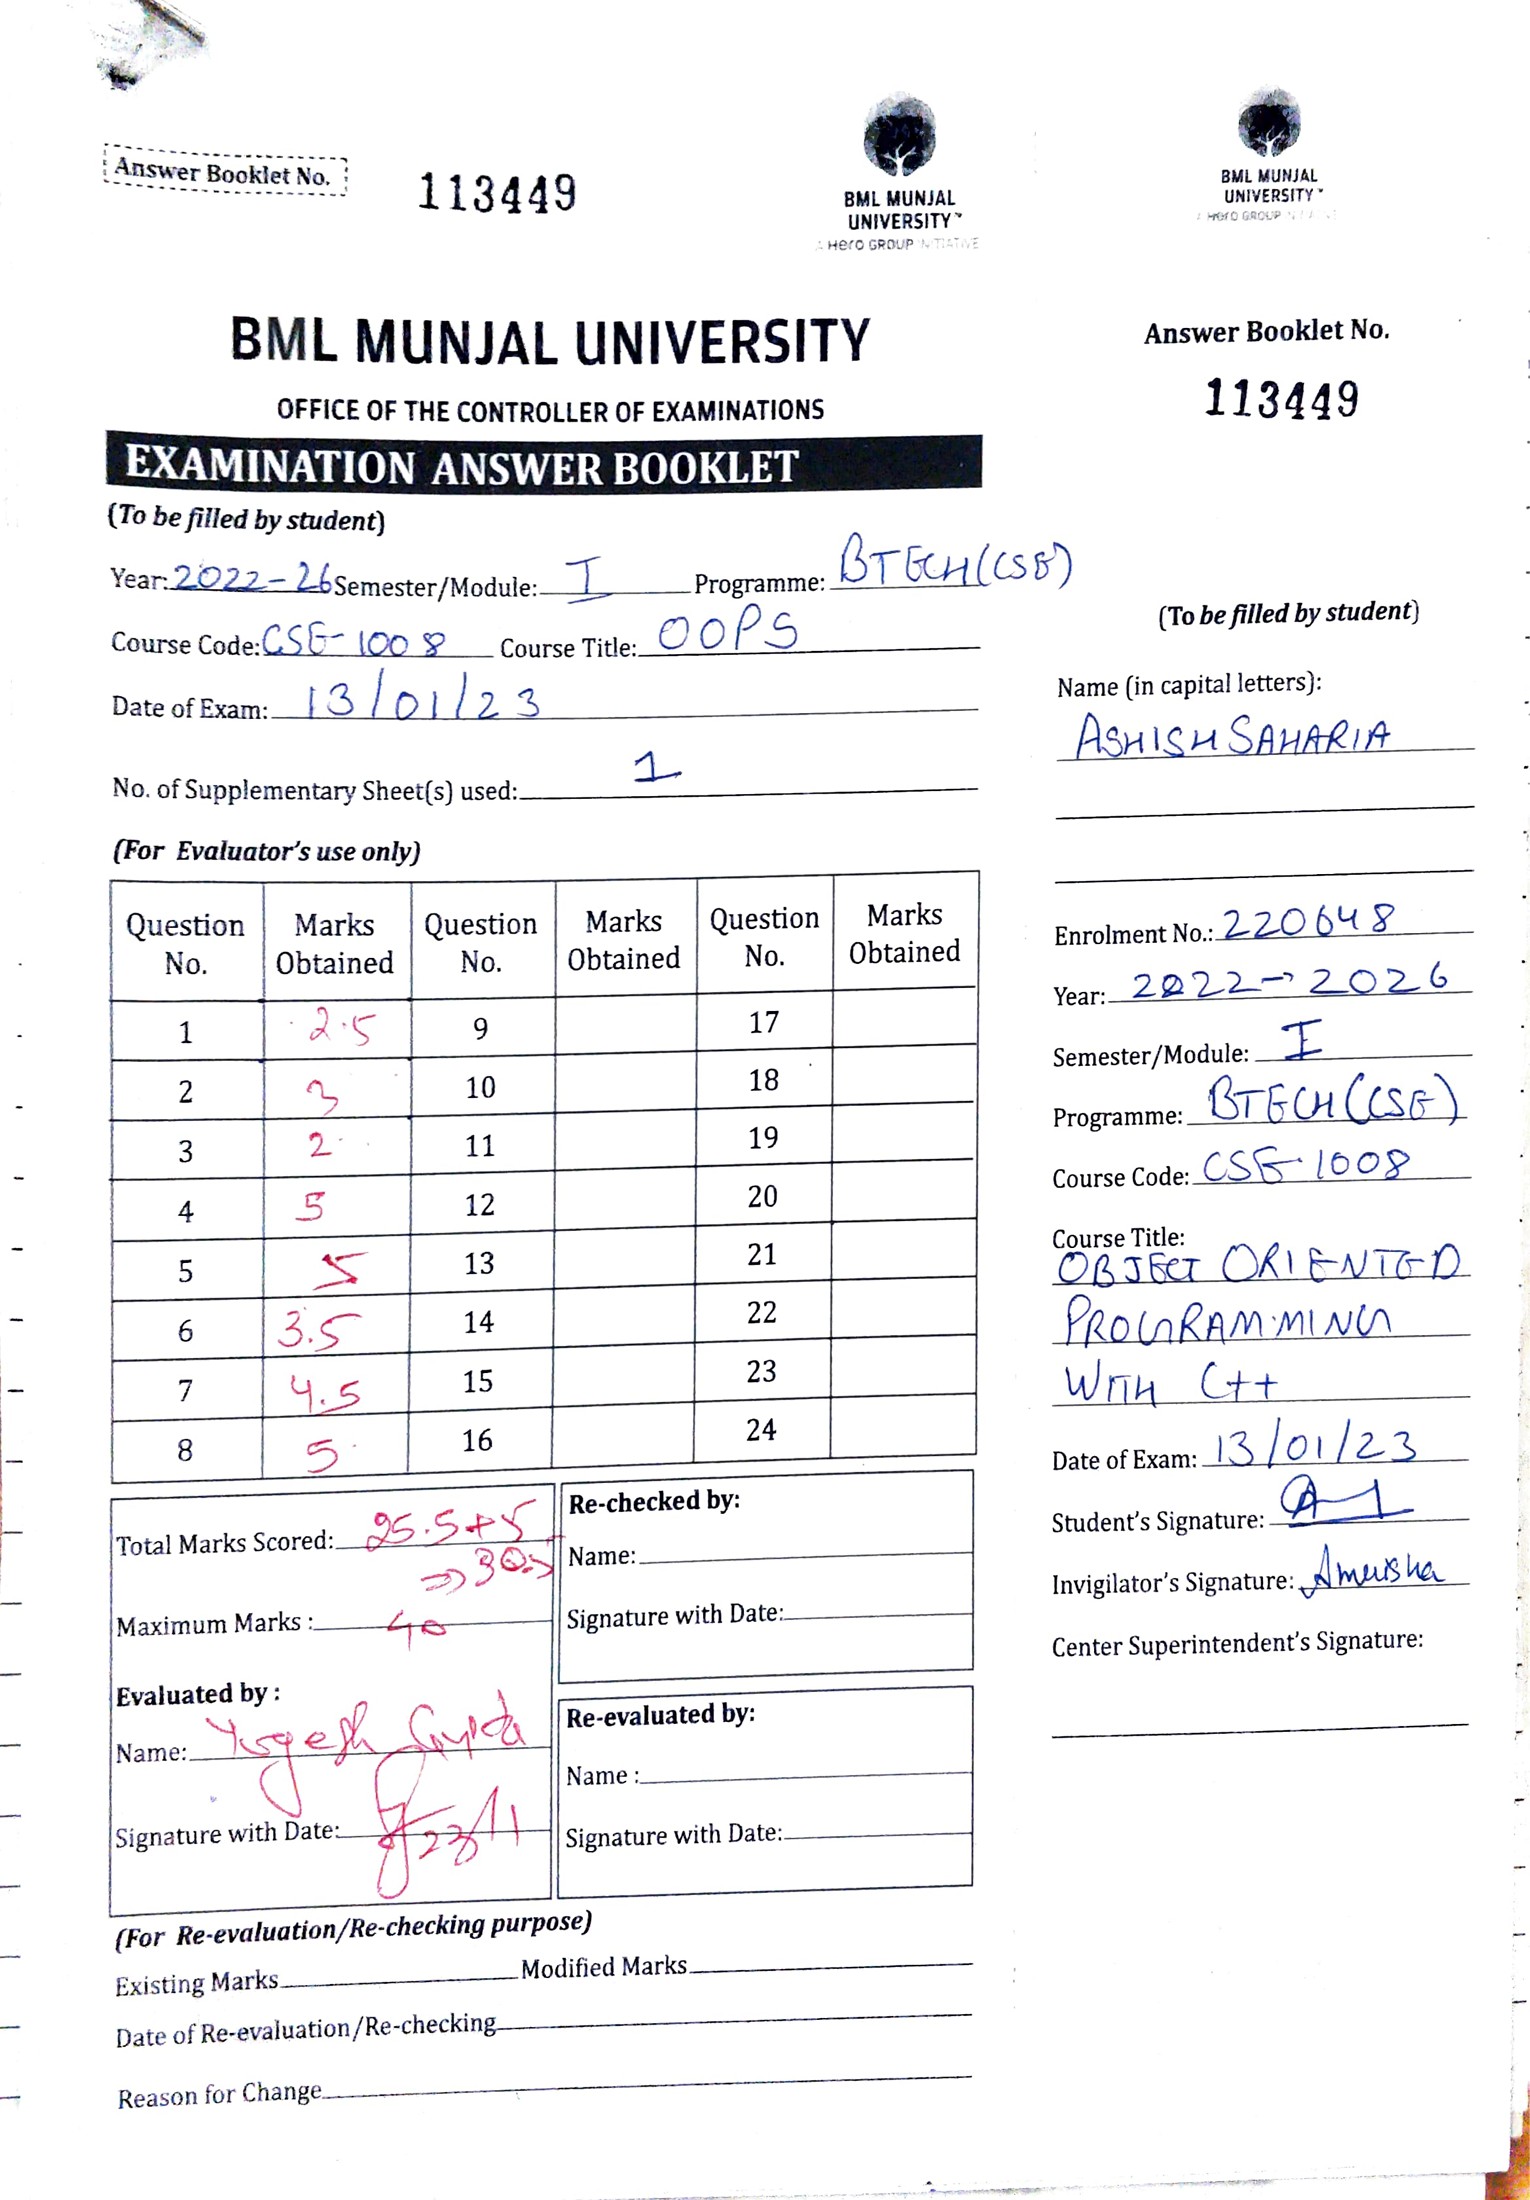 Answer Booklet No. 113449
BML MUNJAL
UNIVERSITY™
A Hero GROUP INITIATIVE
BML MUNJAL UNIVERSITY
OFFICE OF THE CONTROLLER OF EXAMINATIONS
EXAMINATION ANSWER BOOKLET
(To be filled by student)
Year: 2022-26 Semester/Module: I Programme: BTECH(CSE)
Course Code: CSE-1008 Course Title: OOPS
Date of Exam: 13/01/23
No. of Supplementary Sheet(s) used: 1
(For Evaluator's use only)
Question No. Marks Obtained Question No. Marks Obtained Question No. Marks Obtained
1 2.5 9 17
2 3 10 18
3 2 11 19
4 5 12 20
5 5 13 21
6 3.5 14 22
7 4.5 15 23
8 5 16 24
Total Marks Scored: 25.5+5
⇒ 30.5
Maximum Marks : 40
Evaluated by :
Name: Yogesh Gupta
Signature with Date: 23/1
Re-checked by:
Name:
Signature with Date:
Re-evaluated by:
Name :
Signature with Date:
(For Re-evaluation/Re-checking purpose)
Existing Marks Modified Marks
Date of Re-evaluation/Re-checking
Reason for Change
BML MUNJAL
UNIVERSITY™
A Hero GROUP INITIATIVE
Answer Booklet No.
113449
(To be filled by student)
Name (in capital letters):
ASHISH SAHARIA
Enrolment No.: 220648
Year: 2022-2026
Semester/Module: I
Programme: BTECH(CSE)
Course Code: CSE-1008
Course Title:
OBJECT ORIENTED
PROGRAMMING
WITH C++
Date of Exam: 13/01/23
Student's Signature:
Invigilator's Signature:
Center Superintendent's Signature: